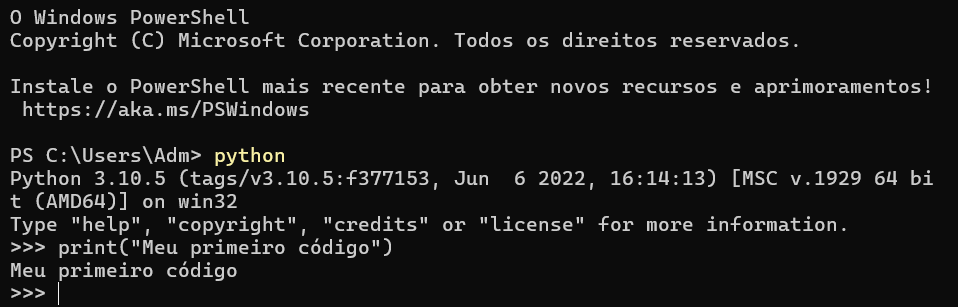 O Windows PowerShell
Copyright (C) Microsoft Corporation. Todos os direitos reservados.
Instale o PowerShell mais recente para obter novos recursos e aprimoramentos!
 https://aka.ms/PSWindows
PS C:\Users\Adm> python
Python 3.10.5 (tags/v3.10.5:f377153, Jun  6 2022, 16:14:13) [MSC v.1929 64 bi
t (AMD64)] on win32
Type "help", "copyright", "credits" or "license" for more information.
>>> print("Meu primeiro código")
Meu primeiro código
>>>